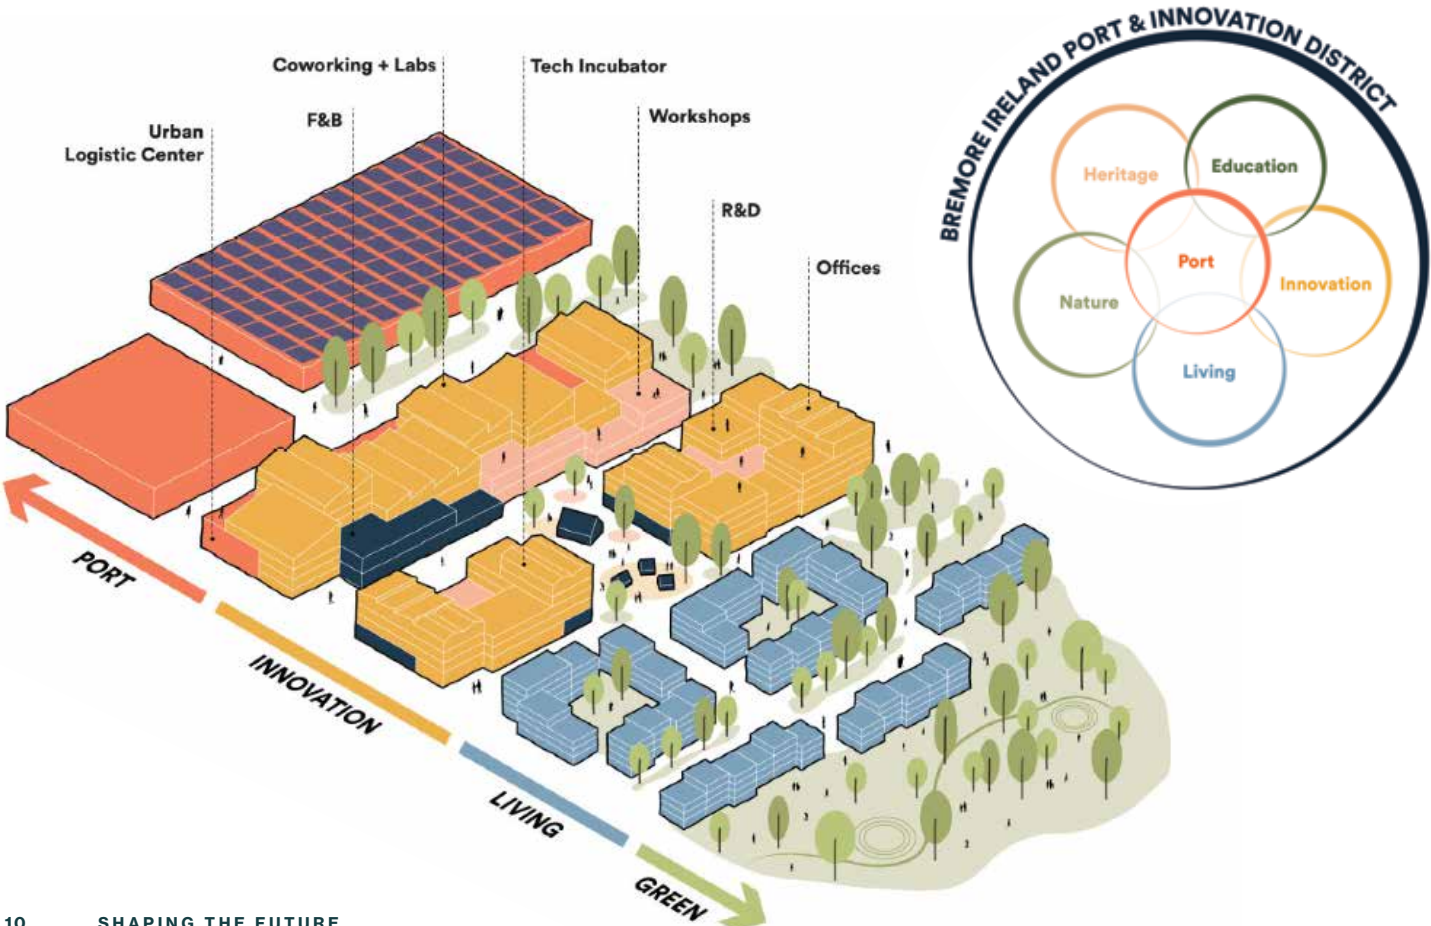 Coworking + Labs
Tech Incubator
F&B
Workshops
Urban
Logistic Center
R&D
Offices
PORT
INNOVATION
LIVING
GREEN
BREMORE IRELAND PORT & INNOVATION DISTRICT
Heritage
Education
Port
Nature
Innovation
Living
10 SHAPING THE FUTURE